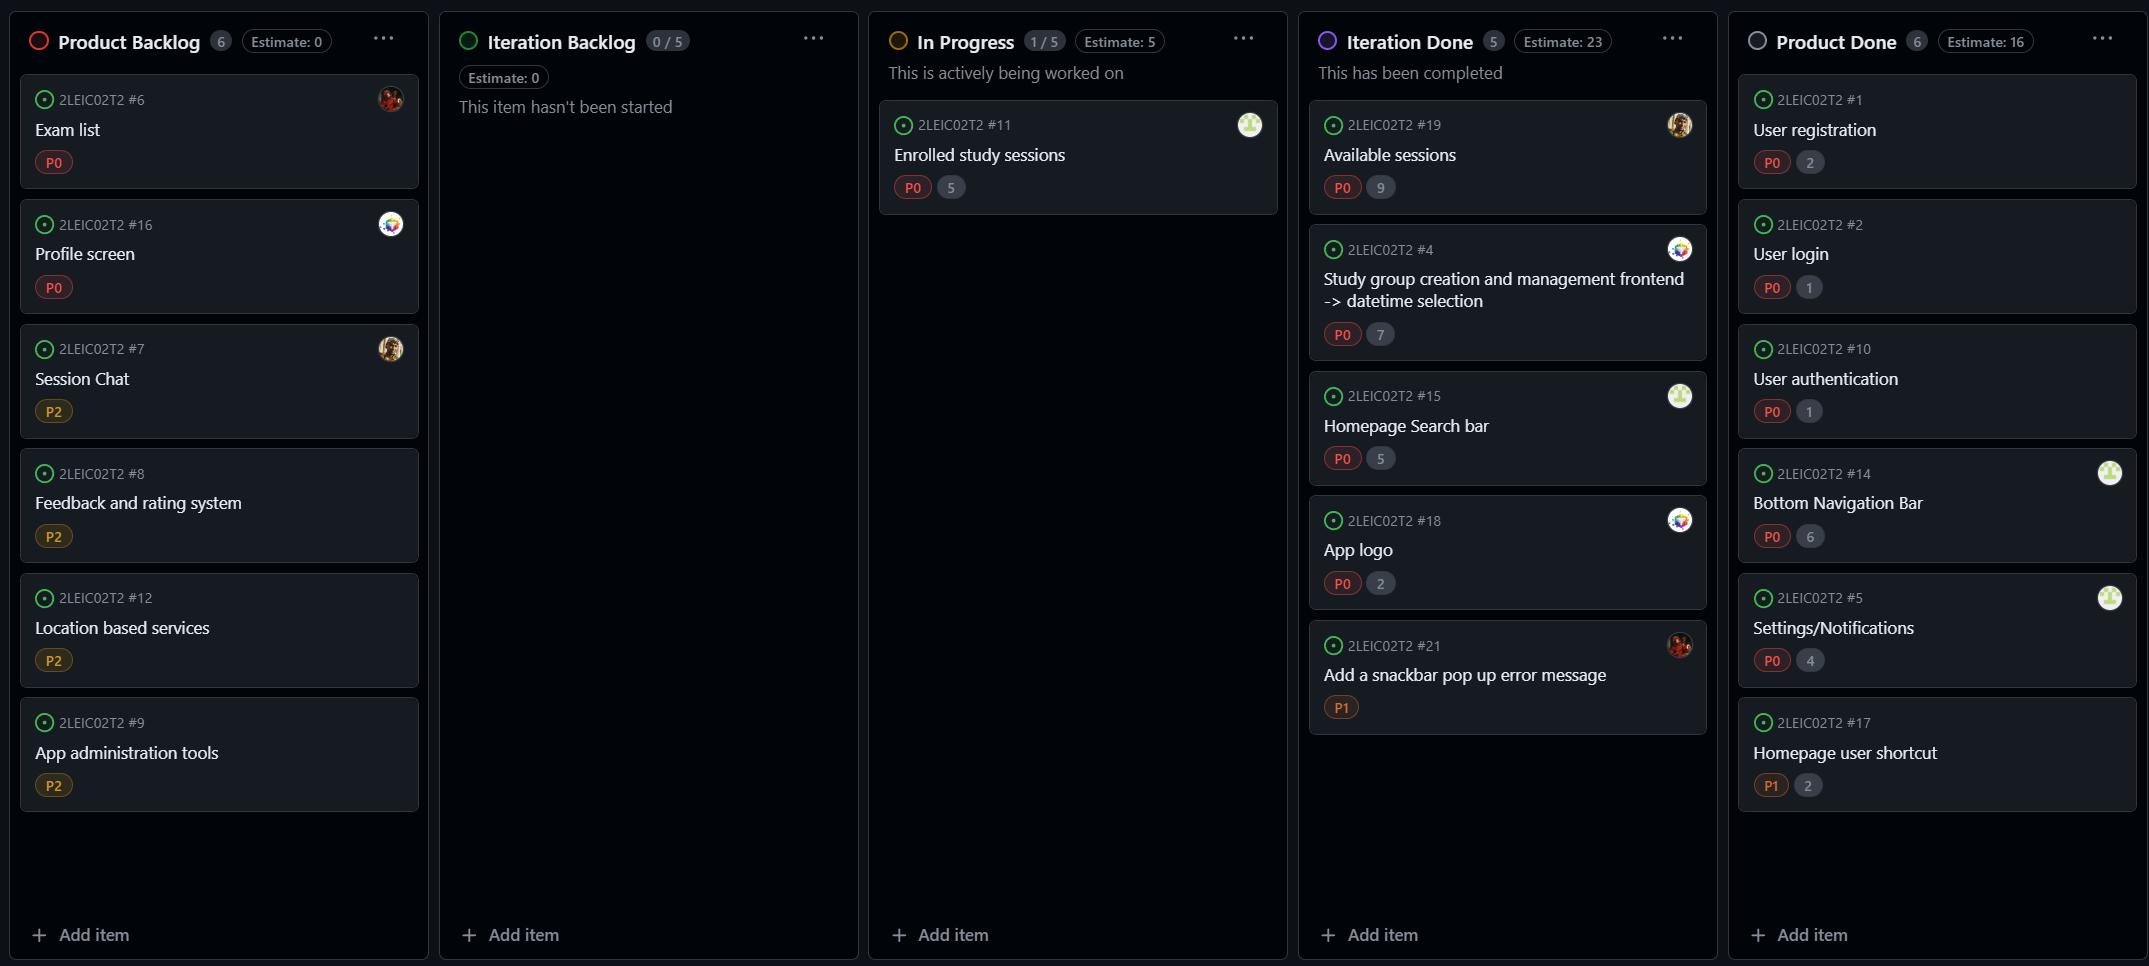 Product Backlog 6 Estimate: 0
2LEIC02T2 #6
Exam list
P0
2LEIC02T2 #16
Profile screen
P0
2LEIC02T2 #7
Session Chat
P2
2LEIC02T2 #8
Feedback and rating system
P2
2LEIC02T2 #12
Location based services
P2
2LEIC02T2 #9
App administration tools
P2
+ Add item
Iteration Backlog 0 / 5
Estimate: 0
This item hasn't been started
+ Add item
In Progress 1 / 5 Estimate: 5
This is actively being worked on
2LEIC02T2 #11
Enrolled study sessions
P0 5
+ Add item
Iteration Done 5 Estimate: 23
This has been completed
2LEIC02T2 #19
Available sessions
P0 9
2LEIC02T2 #4
Study group creation and management frontend
-> datetime selection
P0 7
2LEIC02T2 #15
Homepage Search bar
P0 5
2LEIC02T2 #18
App logo
P0 2
2LEIC02T2 #21
Add a snackbar pop up error message
P1
+ Add item
Product Done 6 Estimate: 16
2LEIC02T2 #1
User registration
P0 2
2LEIC02T2 #2
User login
P0 1
2LEIC02T2 #10
User authentication
P0 1
2LEIC02T2 #14
Bottom Navigation Bar
P0 6
2LEIC02T2 #5
Settings/Notifications
P0 4
2LEIC02T2 #17
Homepage user shortcut
P1 2
+ Add item